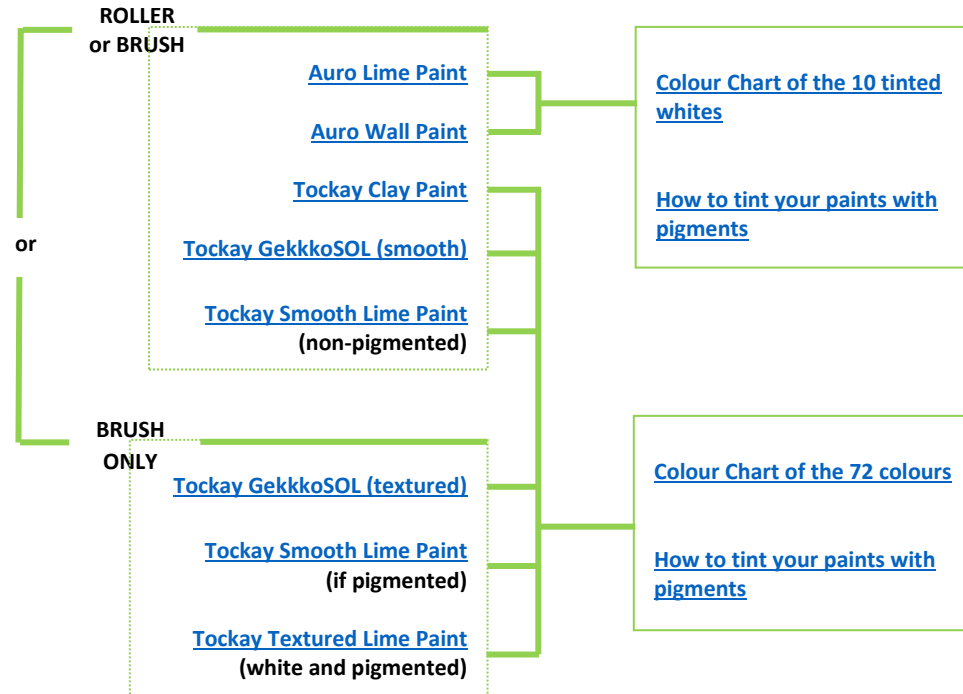 ROLLER
or BRUSH
Auro Lime Paint
Auro Wall Paint
Tockay Clay Paint
Tockay GekkkoSOL (smooth)
Tockay Smooth Lime Paint
(non-pigmented)
Colour Chart of the 10 tinted
whites
How to tint your paints with
pigments
or
BRUSH
ONLY
Tockay GekkkoSOL (textured)
Tockay Smooth Lime Paint
(if pigmented)
Tockay Textured Lime Paint
(white and pigmented)
Colour Chart of the 72 colours
How to tint your paints with
pigments